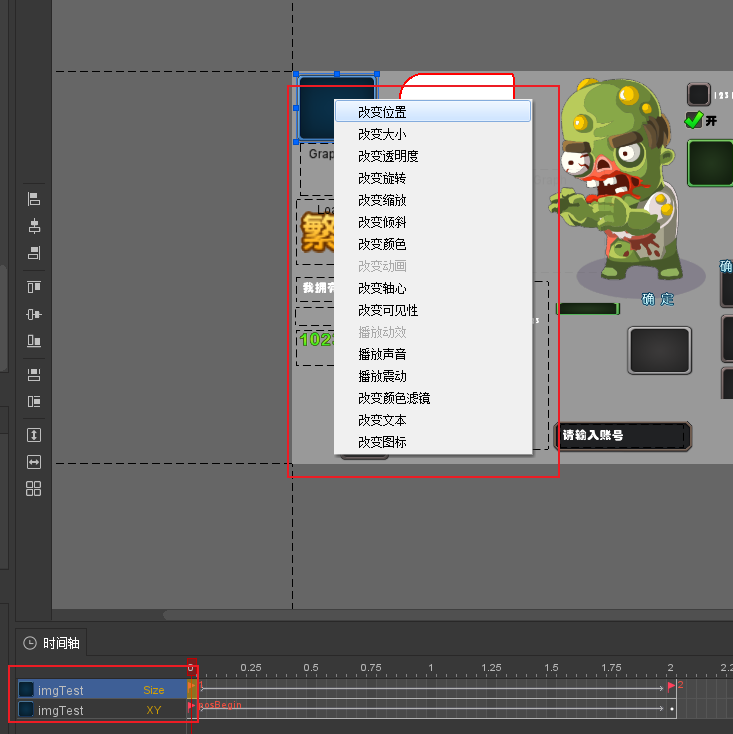 123
开
Grap
改变位置
改变大小
改变透明度
改变旋转
改变缩放
改变倾斜
改变颜色
改变动画
改变轴心
改变可见性
播放动效
播放声音
播放震动
改变颜色滤镜
改变文本
改变图标
Loa
繁
我拥有
102
确
确 定
请输入账号
时间轴
0 0.25 0.5 0.75 1 1.25 1.5 1.75 2 2.2
imgTest Size 1 2
imgTest XY posBegin